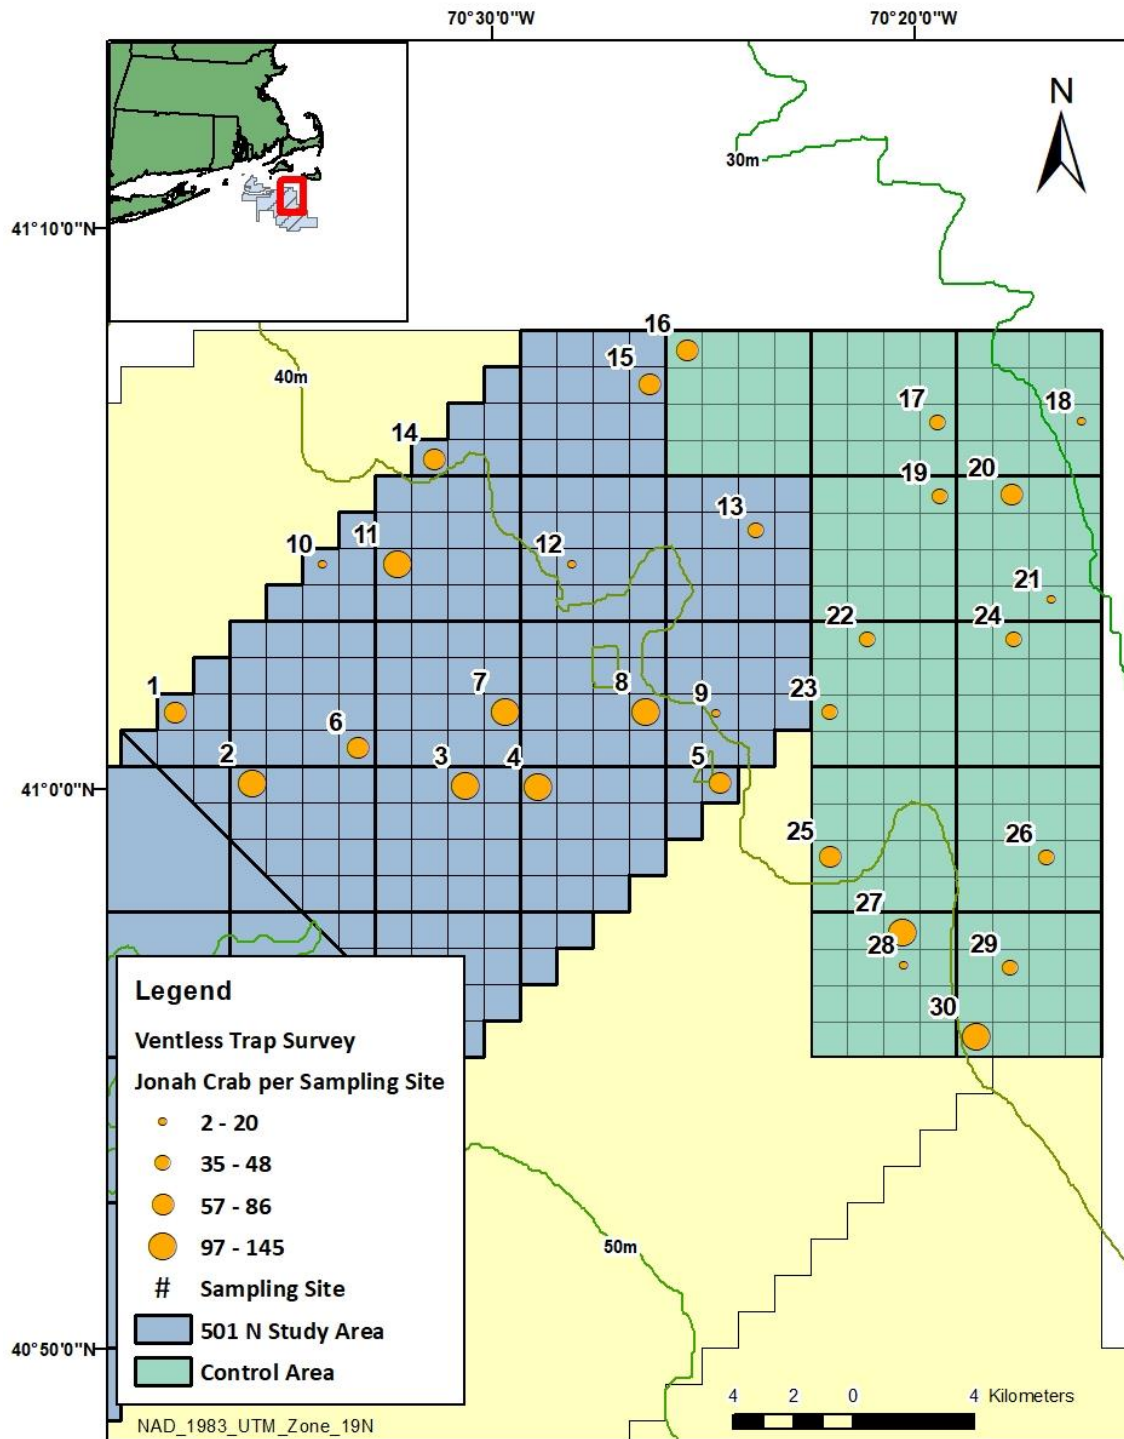 70°30'0"W
70°20'0"W
N
30m
41°10'0"N
16
15
40m
17
18
14
19
20
13
11
10
12
21
22
24
1
7
8
9
23
6
2
3
4
5
41°0'0"N
25
26
27
28
29
30
Legend
Ventless Trap Survey
Jonah Crab per Sampling Site
2 - 20
35 - 48
57 - 86
97 - 145
# Sampling Site
501 N Study Area
Control Area
50m
40°50'0"N
4 2 0 4 Kilometers
NAD_1983_UTM_Zone_19N